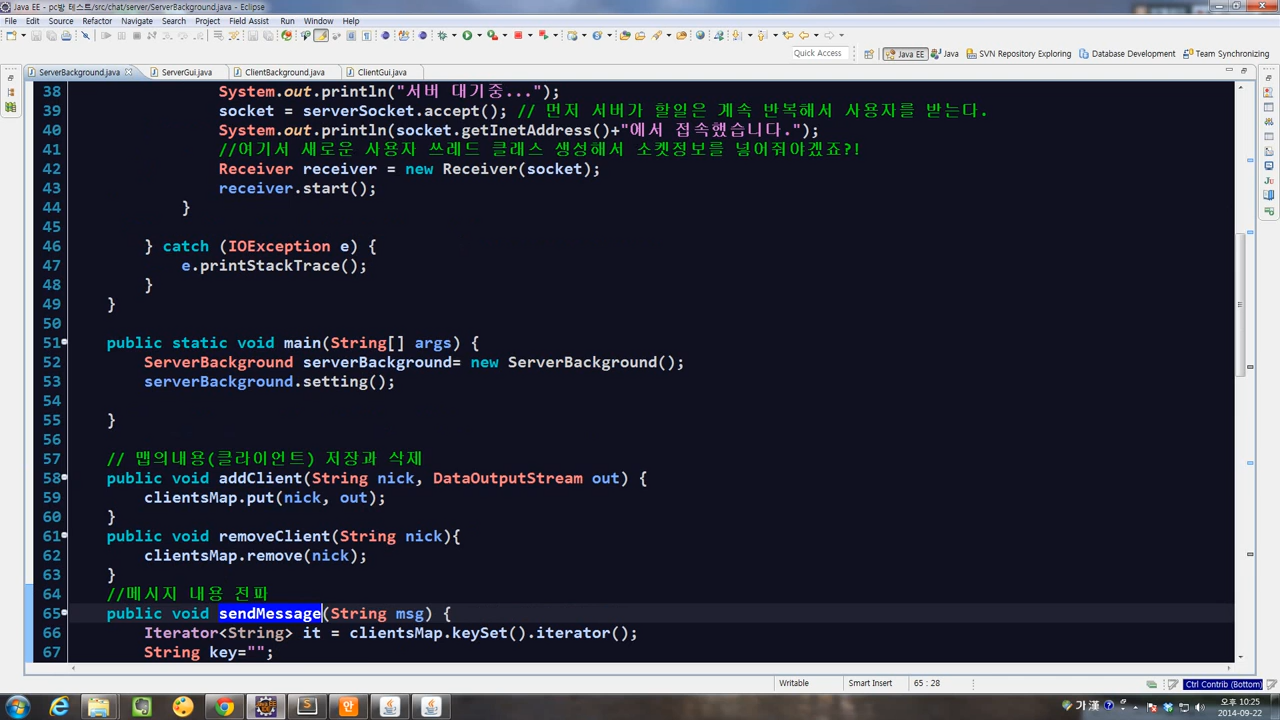 Java EE - pc방 테스트/src/chat/server/ServerBackground.java - Eclipse
File Edit Source Refactor Navigate Search Project Field Assist Run Window Help
Quick Access
Java EE Java SVN Repository Exploring Database Development Team Synchronizing
ServerBackground.java ServerGui.java ClientBackground.java ClientGui.java
38 System.out.println("서버 대기중...");
39 socket = serverSocket.accept(); // 먼저 서버가 할일은 계속 반복해서 사용자를 받는다.
40 System.out.println(socket.getInetAddress()+"에서 접속했습니다.");
41 //여기서 새로운 사용자 쓰레드 클래스 생성해서 소켓정보를 넣어줘야겠죠?!
42 Receiver receiver = new Receiver(socket);
43 receiver.start();
44 }
45
46 } catch (IOException e) {
47 e.printStackTrace();
48 }
49 }
50
51 public static void main(String[] args) {
52 ServerBackground serverBackground= new ServerBackground();
53 serverBackground.setting();
54
55 }
56
57 // 맵의내용(클라이언트) 저장과 삭제
58 public void addClient(String nick, DataOutputStream out) {
59 clientsMap.put(nick, out);
60 }
61 public void removeClient(String nick){
62 clientsMap.remove(nick);
63 }
64 //메시지 내용 전파
65 public void sendMessage(String msg) {
66 Iterator<String> it = clientsMap.keySet().iterator();
67 String key="";
Writable Smart Insert 65 : 28 Ctrl Contrib (Bottom)
가 漢 오후 10:25
2014-09-22